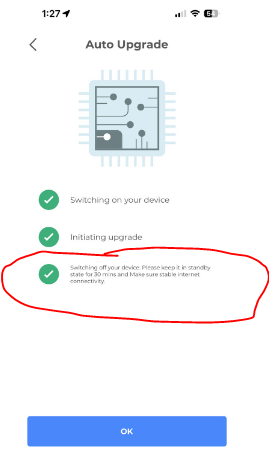 1:27
Auto Upgrade
Switching on your device
Initiating upgrade
Switching off your device. Please keep it in standby
state for 30 mins and Make sure stable internet
connectivity.
OK